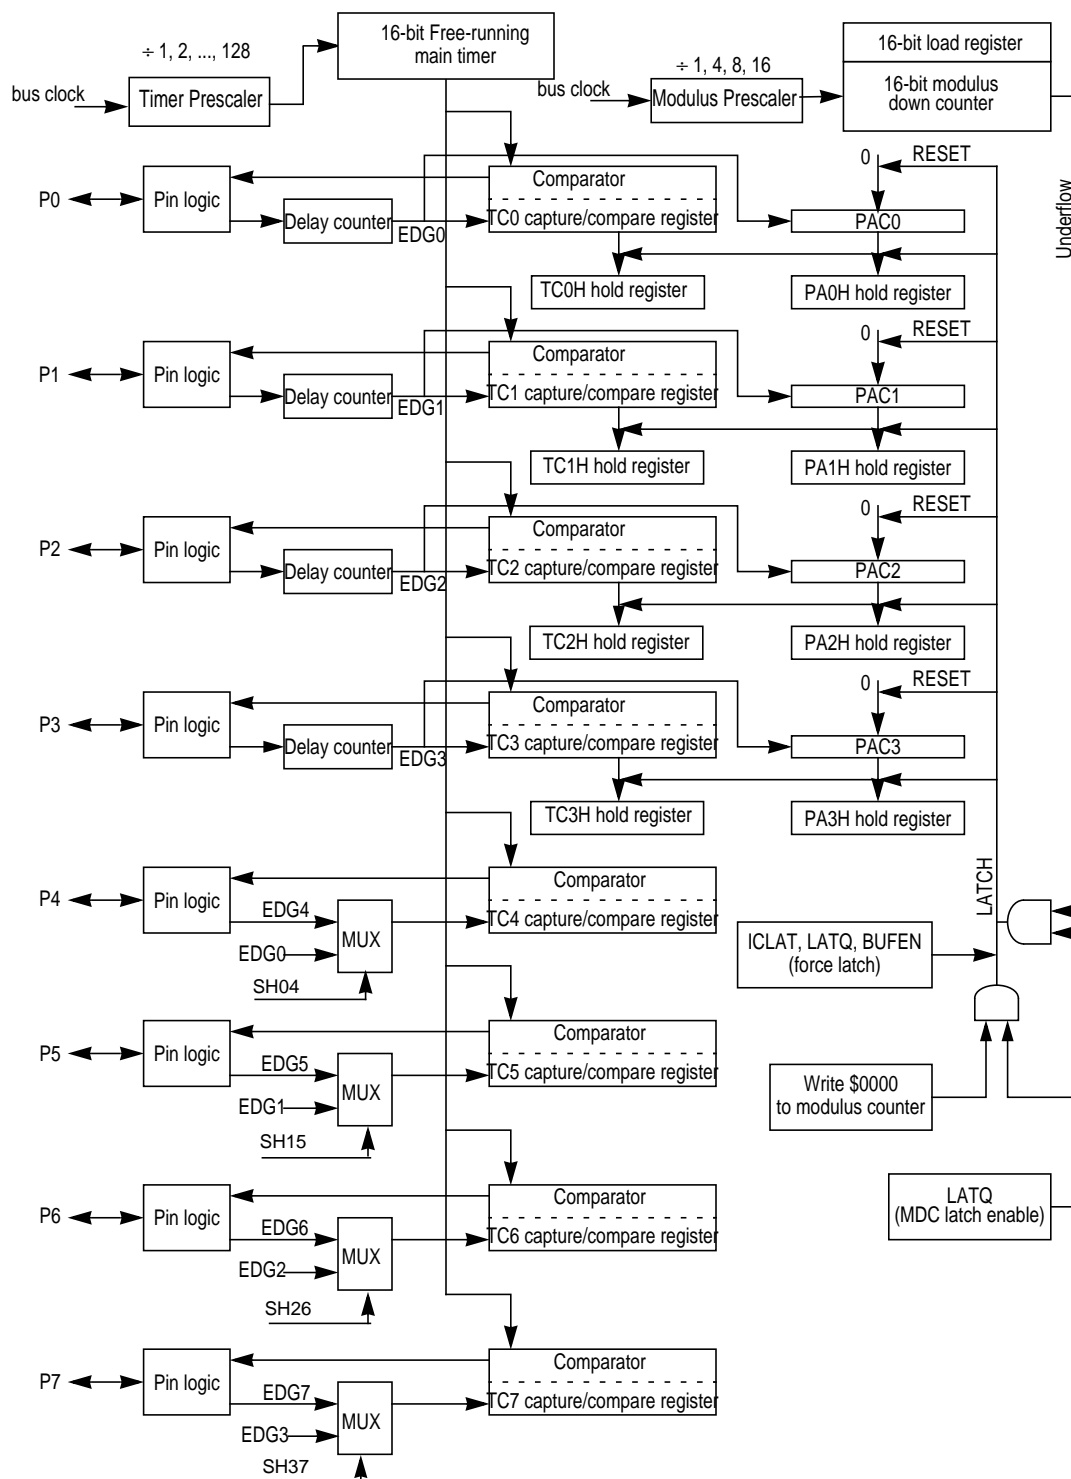 ÷ 1, 2, ..., 128
16-bit Free-running
main timer
bus clock
Timer Prescaler
÷ 1, 4, 8, 16
bus clock
Modulus Prescaler
16-bit load register
16-bit modulus
down counter
Underflow
P0
Pin logic
Delay counter
EDG0
Comparator
TC0 capture/compare register
0
RESET
PAC0
TC0H hold register
PA0H hold register
P1
Pin logic
Delay counter
EDG1
Comparator
TC1 capture/compare register
0
RESET
PAC1
TC1H hold register
PA1H hold register
P2
Pin logic
Delay counter
EDG2
Comparator
TC2 capture/compare register
0
RESET
PAC2
TC2H hold register
PA2H hold register
P3
Pin logic
Delay counter
EDG3
Comparator
TC3 capture/compare register
0
RESET
PAC3
TC3H hold register
PA3H hold register
LATCH
P4
Pin logic
EDG4
EDG0
MUX
SH04
Comparator
TC4 capture/compare register
ICLAT, LATQ, BUFEN
(force latch)
P5
Pin logic
EDG5
EDG1
MUX
SH15
Comparator
TC5 capture/compare register
Write $0000
to modulus counter
P6
Pin logic
EDG6
EDG2
MUX
SH26
Comparator
TC6 capture/compare register
LATQ
(MDC latch enable)
P7
Pin logic
EDG7
EDG3
MUX
SH37
Comparator
TC7 capture/compare register